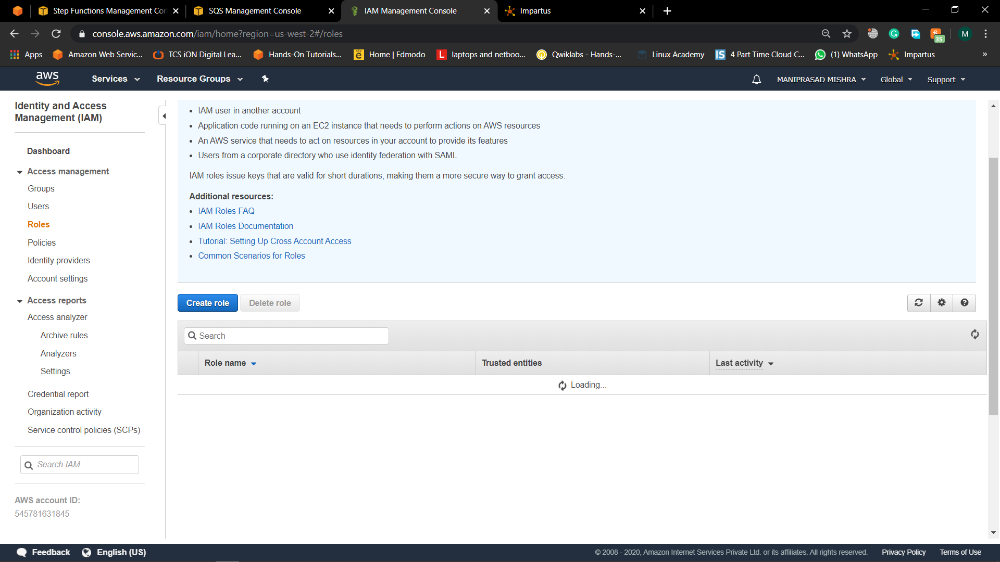 Step Functions Management Con
SQS Management Console
IAM Management Console
Impartus
console.aws.amazon.com/iam/home?region=us-west-2#/roles
35
M
Apps
Amazon Web Servic...
TCS iON Digital Lea...
Hands-On Tutorials...
Home | Edmodo
laptops and netboo...
Qwiklabs - Hands-...
Linux Academy
4 Part Time Cloud C...
(1) WhatsApp
Impartus
»
aws
Services
Resource Groups
MANIPRASAD MISHRA
Global
Support
Identity and Access
Management (IAM)
Dashboard
Access management
Groups
Users
Roles
Policies
Identity providers
Account settings
Access reports
Access analyzer
Archive rules
Analyzers
Settings
Credential report
Organization activity
Service control policies (SCPs)
Search IAM
AWS account ID:
545781631845
• IAM user in another account
• Application code running on an EC2 instance that needs to perform actions on AWS resources
• An AWS service that needs to act on resources in your account to provide its features
• Users from a corporate directory who use identity federation with SAML
IAM roles issue keys that are valid for short durations, making them a more secure way to grant access.
Additional resources:
• IAM Roles FAQ
• IAM Roles Documentation
• Tutorial: Setting Up Cross Account Access
• Common Scenarios for Roles
Create role
Delete role
Search
Role name
Trusted entities
Last activity
Loading...
Feedback
English (US)
© 2008 - 2020, Amazon Internet Services Private Ltd. or its affiliates. All rights reserved.
Privacy Policy
Terms of Use